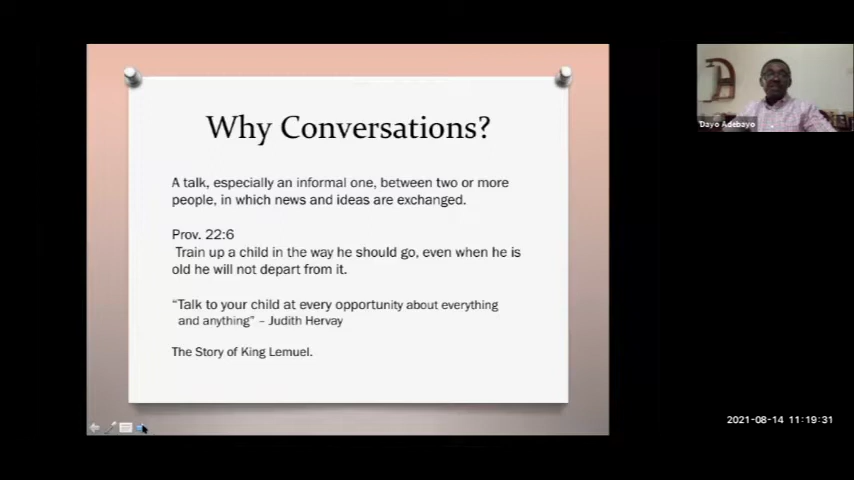 Why Conversations?
A talk, especially an informal one, between two or more
people, in which news and ideas are exchanged.
Prov. 22:6
Train up a child in the way he should go, even when he is
old he will not depart from it.
“Talk to your child at every opportunity about everything
and anything” – Judith Hervay
The Story of King Lemuel.
Dayo Adebayo
2021-08-14 11:19:31